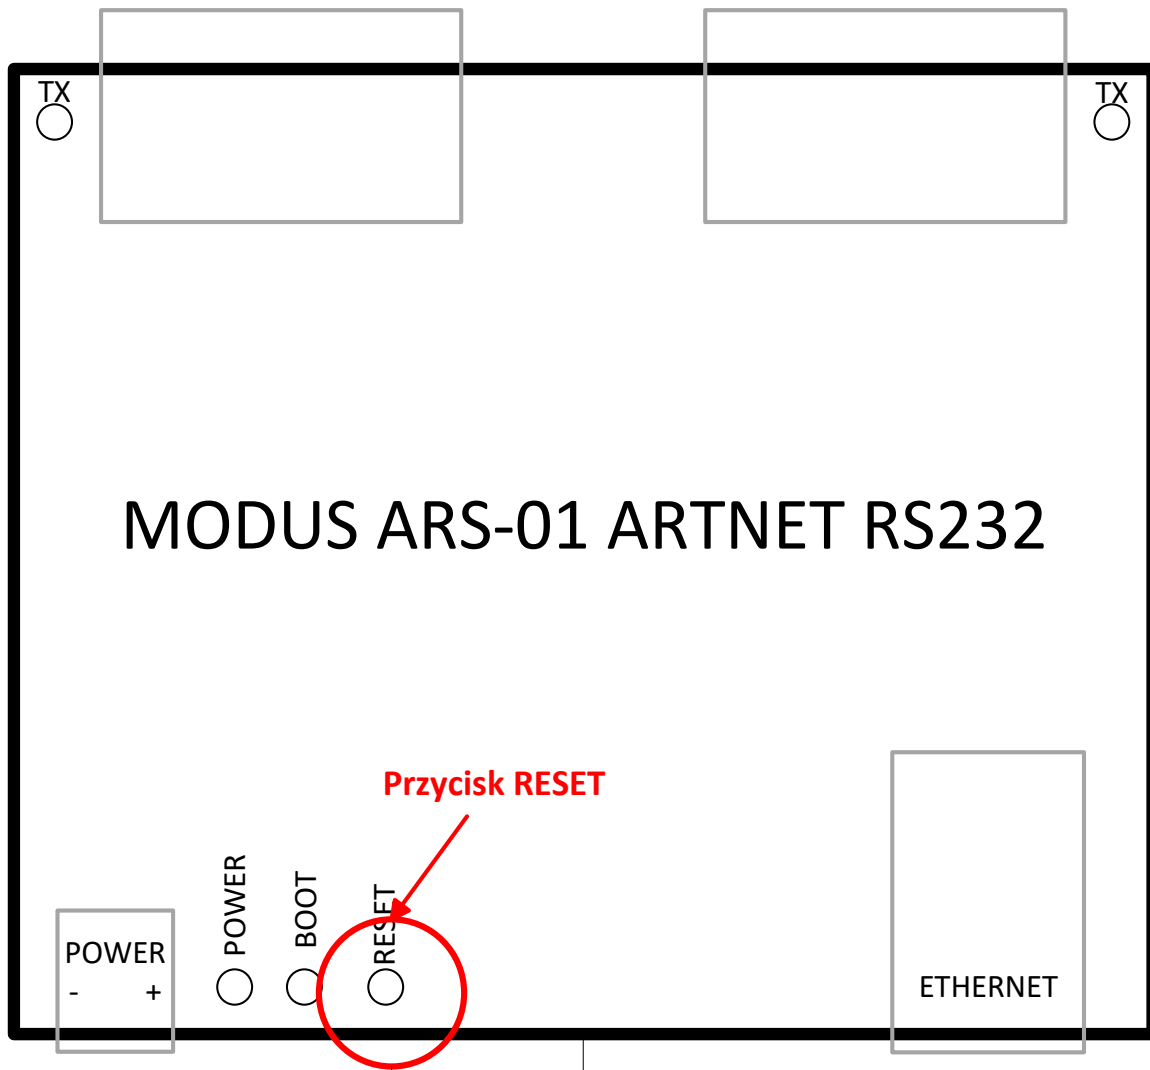 TX
TX
MODUS ARS-01 ARTNET RS232
Przycisk RESET
POWER
BOOT
RESET
POWER
- +
ETHERNET